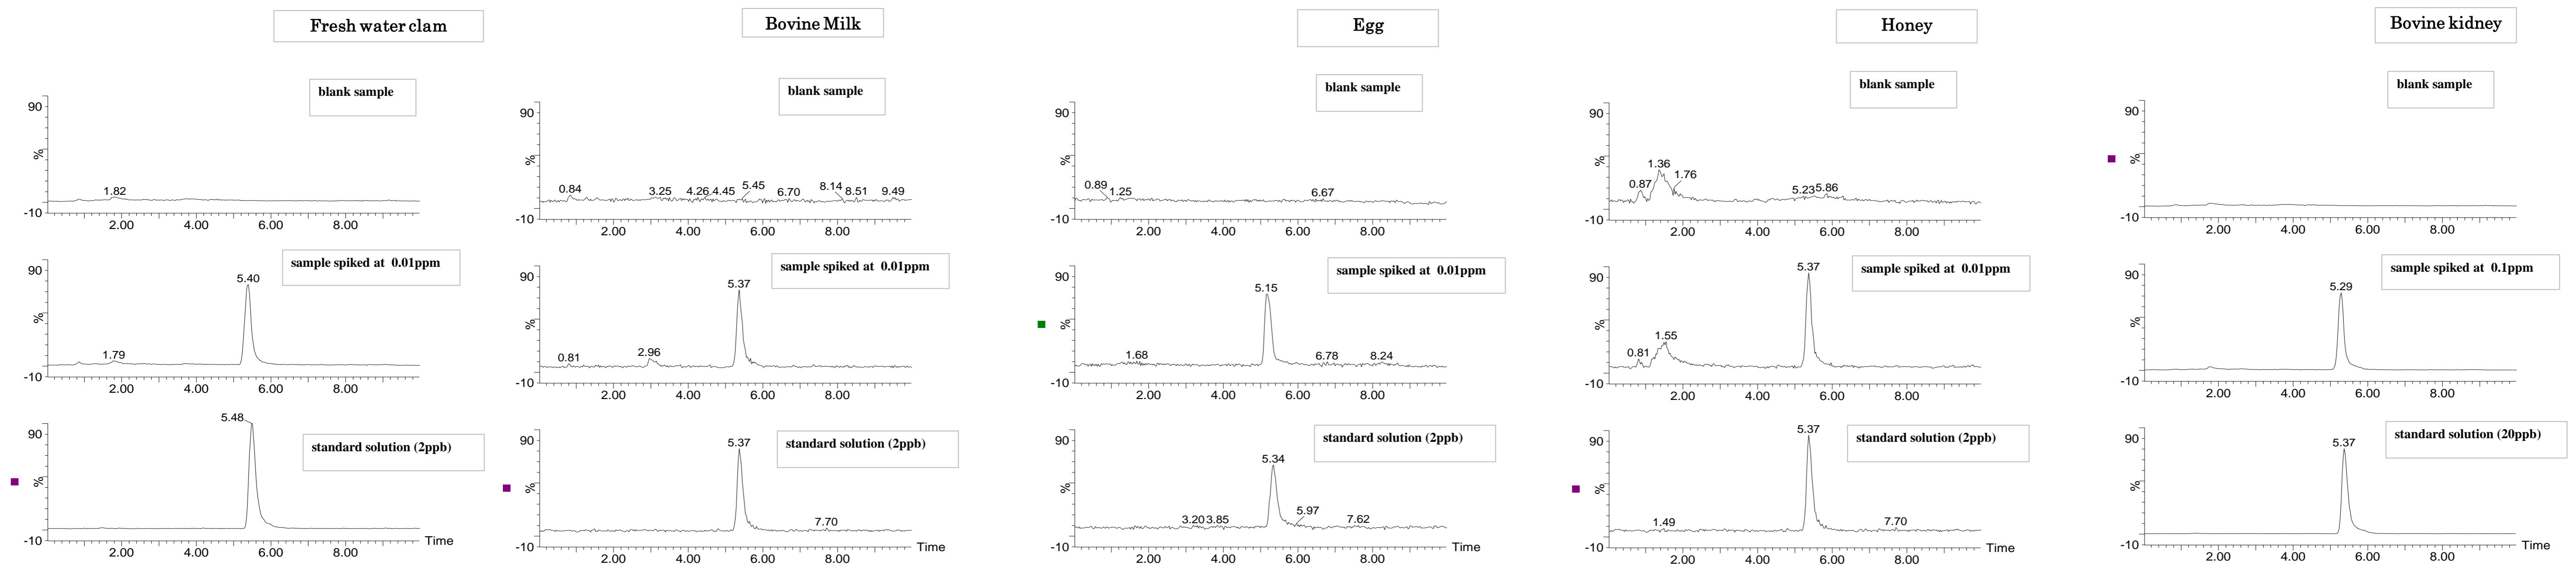 Fresh water clam
blank sample
90
%
-10
1.82
2.00 4.00 6.00 8.00
sample spiked at 0.01ppm
90
%
-10
1.79
5.40
2.00 4.00 6.00 8.00
standard solution (2ppb)
90
%
-10
5.48
2.00 4.00 6.00 8.00
Time
Bovine Milk
blank sample
90
%
-10
0.84 3.25 4.26 4.45 5.45 6.70 8.14 8.51 9.49
2.00 4.00 6.00 8.00
sample spiked at 0.01ppm
90
%
-10
0.81 2.96 5.37
2.00 4.00 6.00 8.00
standard solution (2ppb)
90
%
-10
5.37 7.70
2.00 4.00 6.00 8.00
Time
Egg
blank sample
90
%
-10
0.89 1.25 6.67
2.00 4.00 6.00 8.00
sample spiked at 0.01ppm
90
%
-10
1.68 5.15 6.78 8.24
2.00 4.00 6.00 8.00
standard solution (2ppb)
90
%
-10
3.20 3.85 5.34 5.97 7.62
2.00 4.00 6.00 8.00
Time
Honey
blank sample
90
%
-10
0.87 1.36 1.76 5.23 5.86
2.00 4.00 6.00 8.00
sample spiked at 0.01ppm
90
%
-10
0.81 1.55 5.37
2.00 4.00 6.00 8.00
standard solution (2ppb)
90
%
-10
1.49 5.37 7.70
2.00 4.00 6.00 8.00
Time
Bovine kidney
blank sample
90
%
-10
2.00 4.00 6.00 8.00
sample spiked at 0.1ppm
90
%
-10
5.29
2.00 4.00 6.00 8.00
standard solution (20ppb)
90
%
-10
5.37
2.00 4.00 6.00 8.00
Time